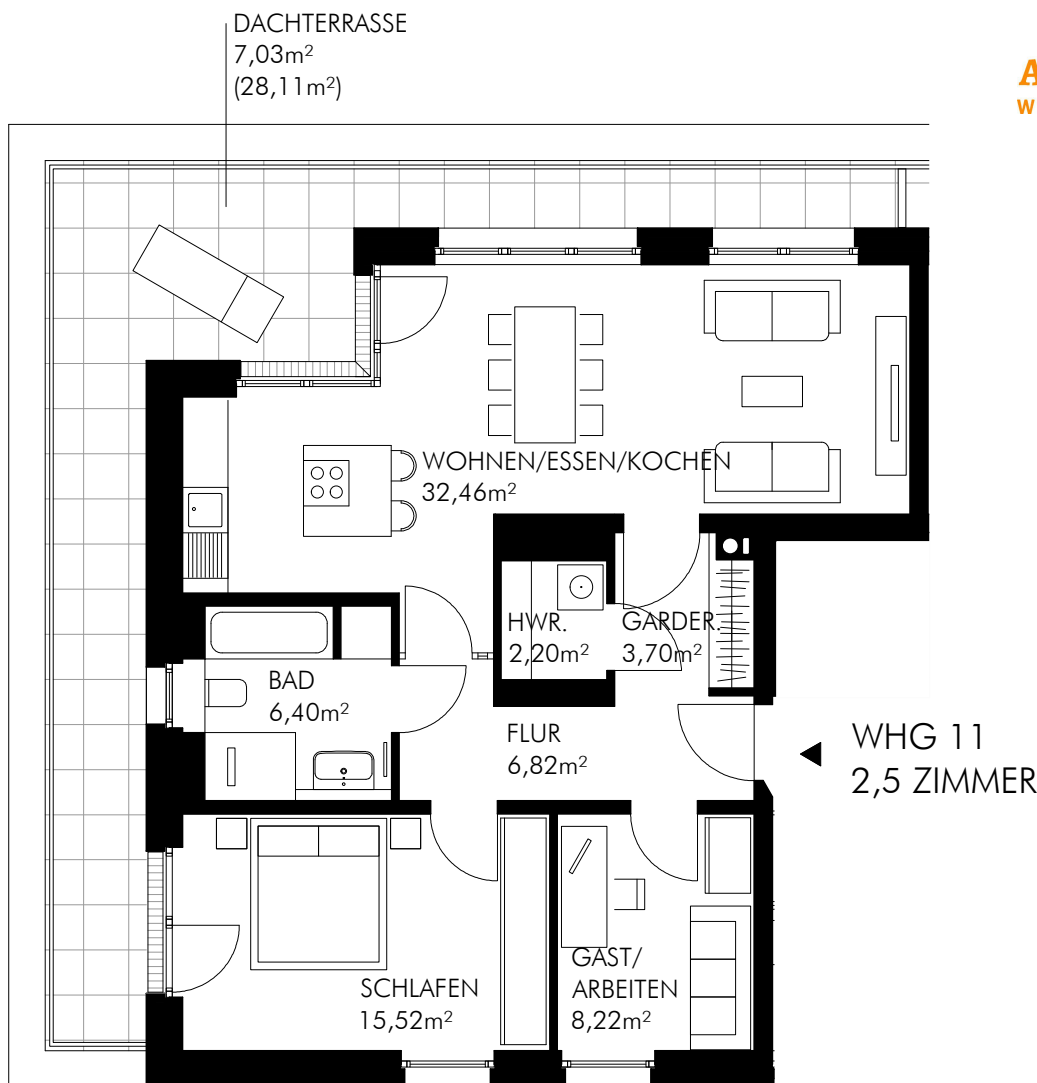 DACHTERRASSE
7,03m²
(28,11m²)
WOHNEN/ESSEN/KOCHEN
32,46m²
HWR.
2,20m²
GARDER.
3,70m²
BAD
6,40m²
FLUR
6,82m²
WHG 11
2,5 ZIMMER
SCHLAFEN
15,52m²
GAST/
ARBEITEN
8,22m²